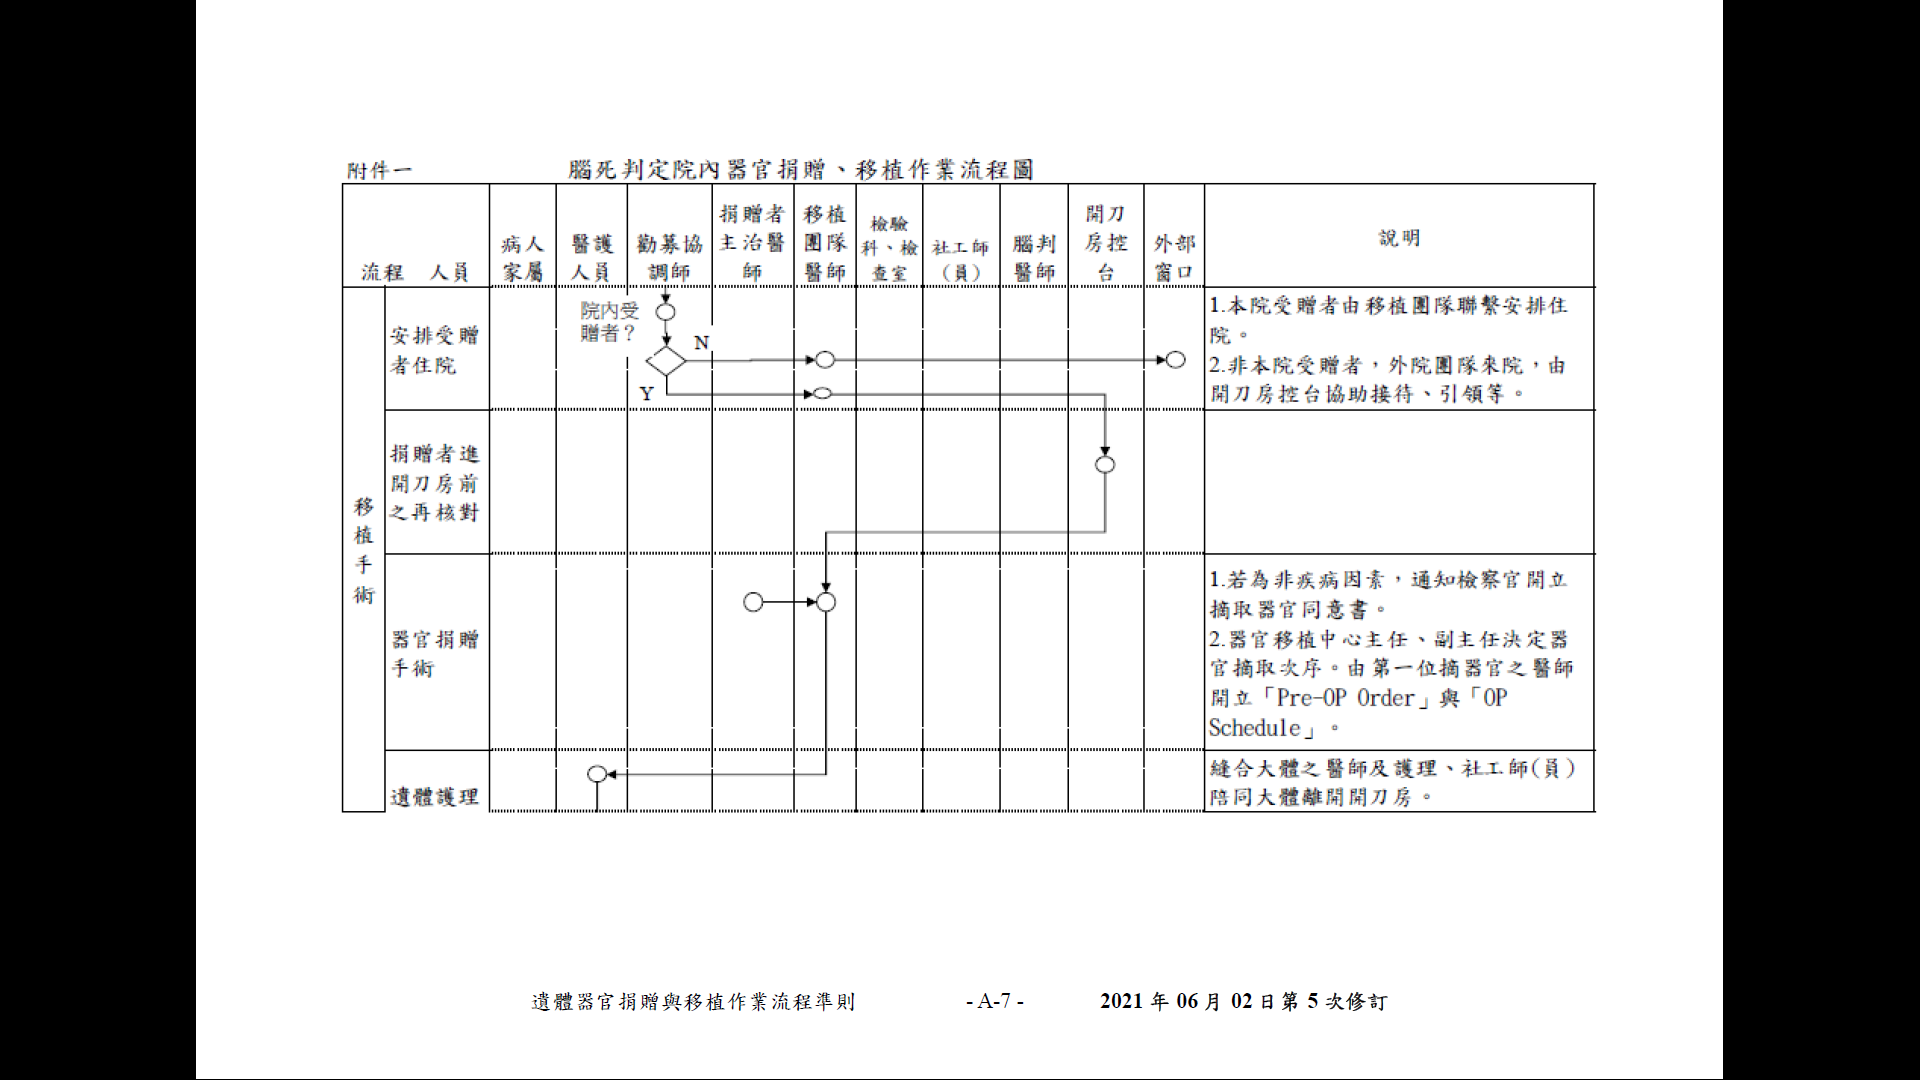 附件一 腦死判定院內器官捐贈、移植作業流程圖
流程 人員
病人
家屬
醫護
人員
勸募協
調師
捐贈者
主治醫
師
移植
團隊
醫師
檢驗
科、檢
查室
社工師
(員)
腦判
醫師
開刀
房控
台
外部
窗口
說明
移植手術
安排受贈
者住院
院內受
贈者？
N
Y
1.本院受贈者由移植團隊聯繫安排住
院。
2.非本院受贈者，外院團隊來院，由
開刀房控台協助接待、引領等。
捐贈者進
開刀房前
之再核對
器官捐贈
手術
1.若為非疾病因素，通知檢察官開立
摘取器官同意書。
2.器官移植中心主任、副主任決定器
官摘取次序。由第一位摘器官之醫師
開立「Pre-OP Order」與「OP
Schedule」。
遺體護理
縫合大體之醫師及護理、社工師(員)
陪同大體離開開刀房。
遺體器官捐贈與移植作業流程準則 - A-7 - 2021 年 06 月 02 日第 5 次修訂